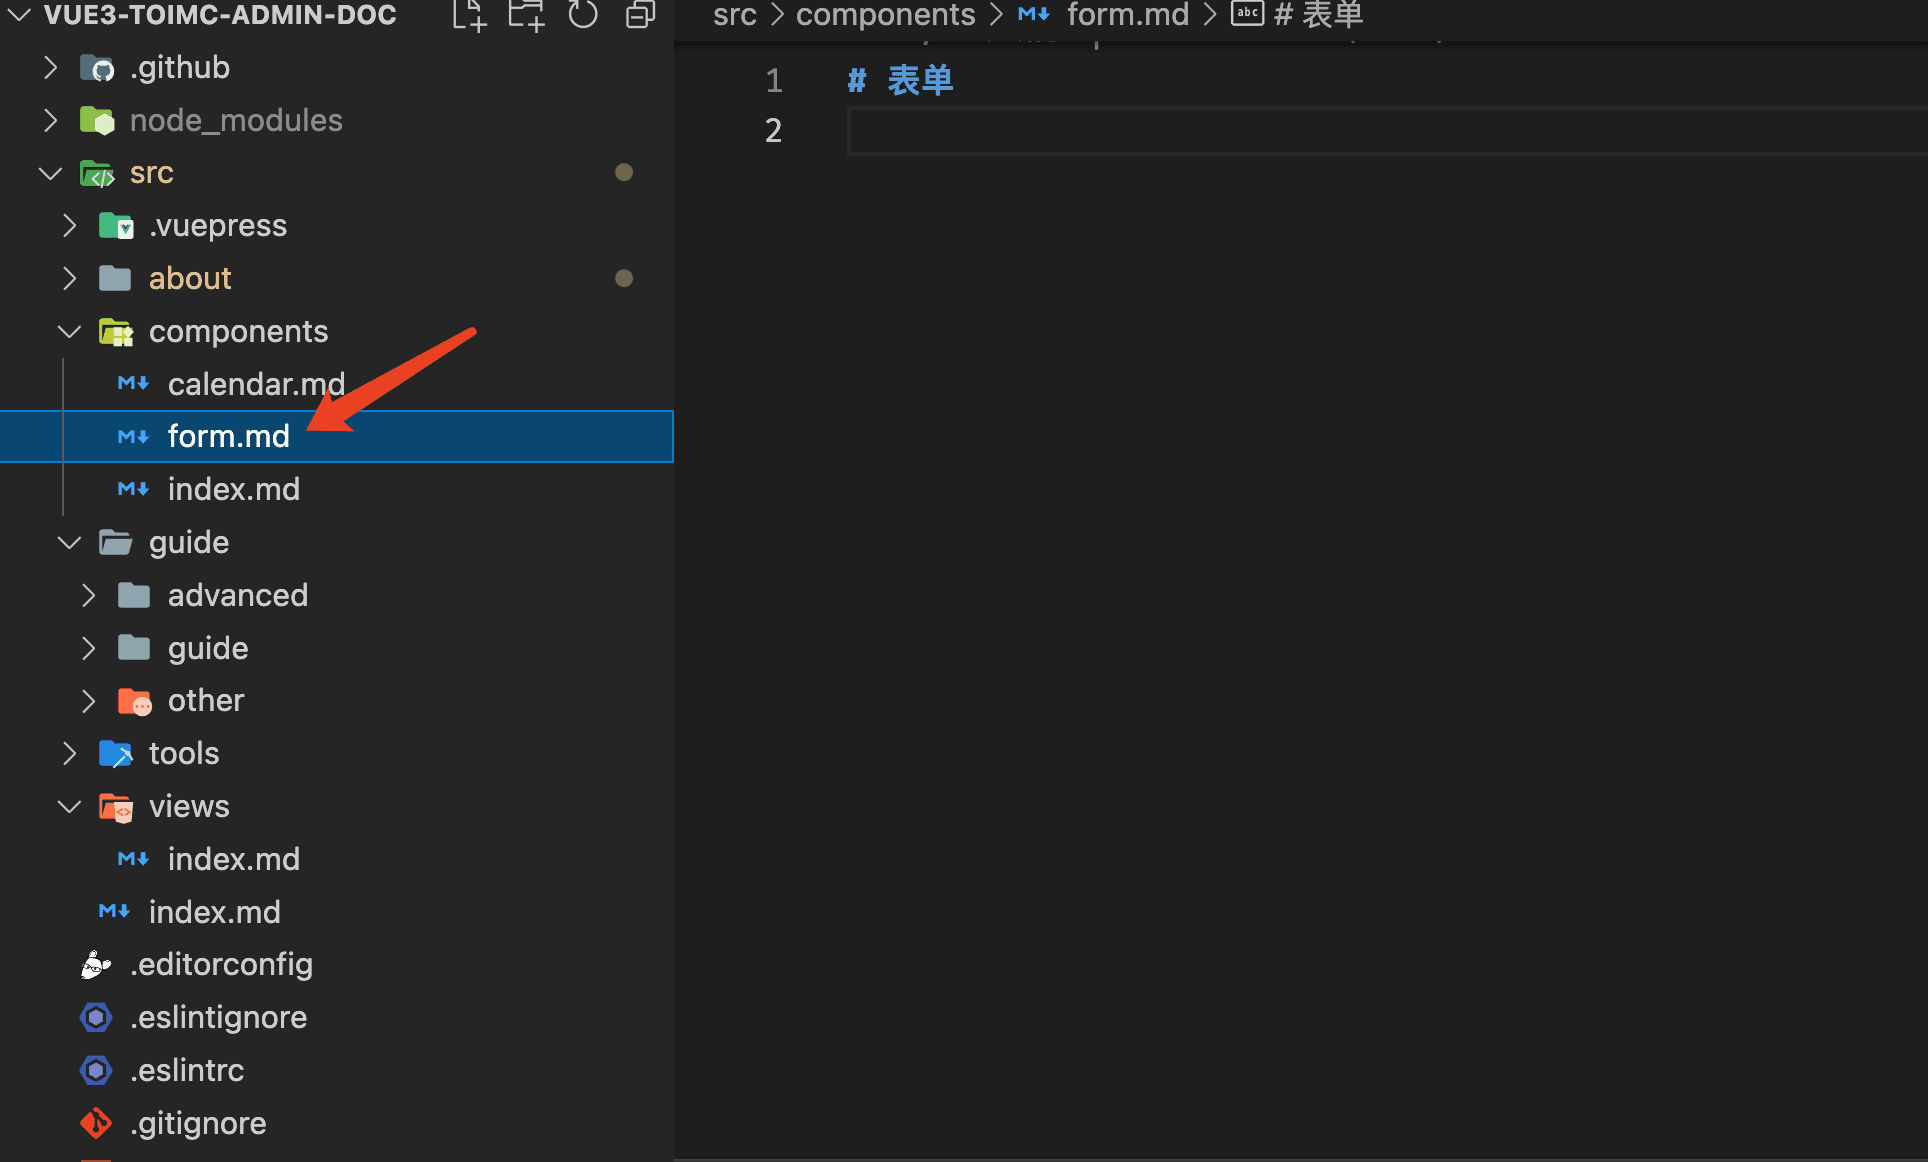 VUE3-TOIMC-ADMIN-DOC
.github
node_modules
src
.vuepress
about
components
calendar.md
form.md
index.md
guide
advanced
guide
other
tools
views
index.md
index.md
.editorconfig
.eslintignore
.eslintrc
.gitignore
src > components > form.md > abc # 表单
1 # 表单
2